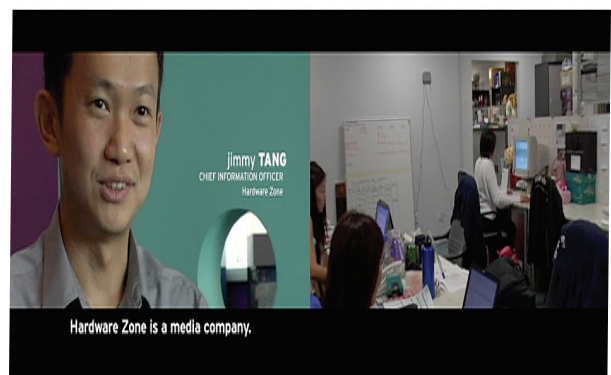 jimmy TANG
CHIEF INFORMATION OFFICER
Hardware Zone
Hardware Zone is a media company.